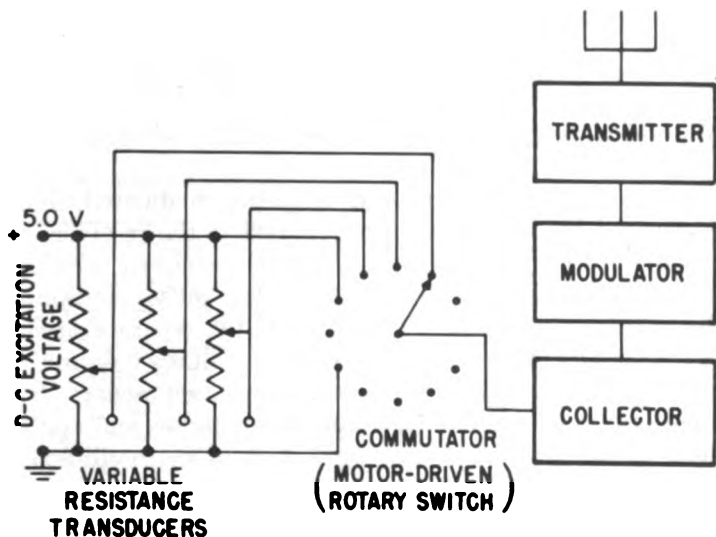 TRANSMITTER
+ 5.0 V
D-C EXCITATION
VOLTAGE
MODULATOR
COLLECTOR
COMMUTATOR
(MOTOR-DRIVEN
ROTARY SWITCH)
VARIABLE
RESISTANCE
TRANSDUCERS